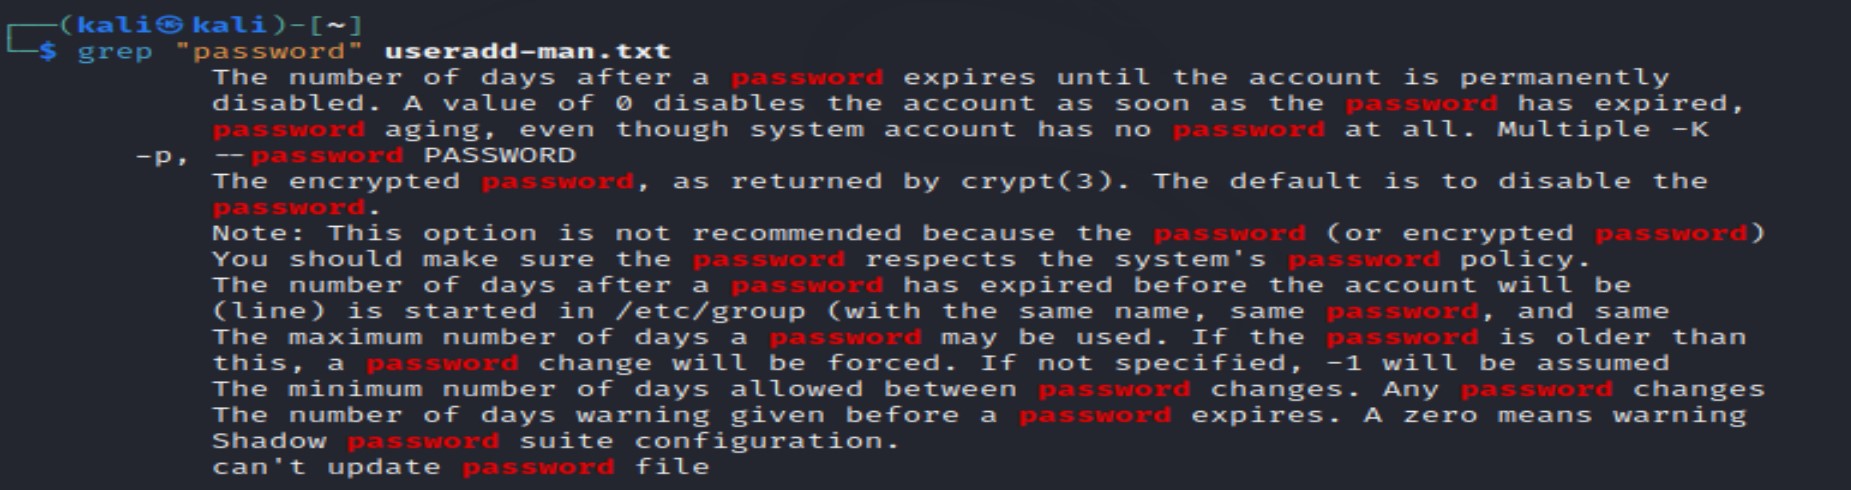 (kali㉿kali)-[~]
$ grep "password" useradd-man.txt
The number of days after a password expires until the account is permanently
disabled. A value of 0 disables the account as soon as the password has expired,
password aging, even though system account has no password at all. Multiple -K
-p, --password PASSWORD
The encrypted password, as returned by crypt(3). The default is to disable the
password.
Note: This option is not recommended because the password (or encrypted password)
You should make sure the password respects the system's password policy.
The number of days after a password has expired before the account will be
(line) is started in /etc/group (with the same name, same password, and same
The maximum number of days a password may be used. If the password is older than
this, a password change will be forced. If not specified, -1 will be assumed
The minimum number of days allowed between password changes. Any password changes
The number of days warning given before a password expires. A zero means warning
Shadow password suite configuration.
can't update password file